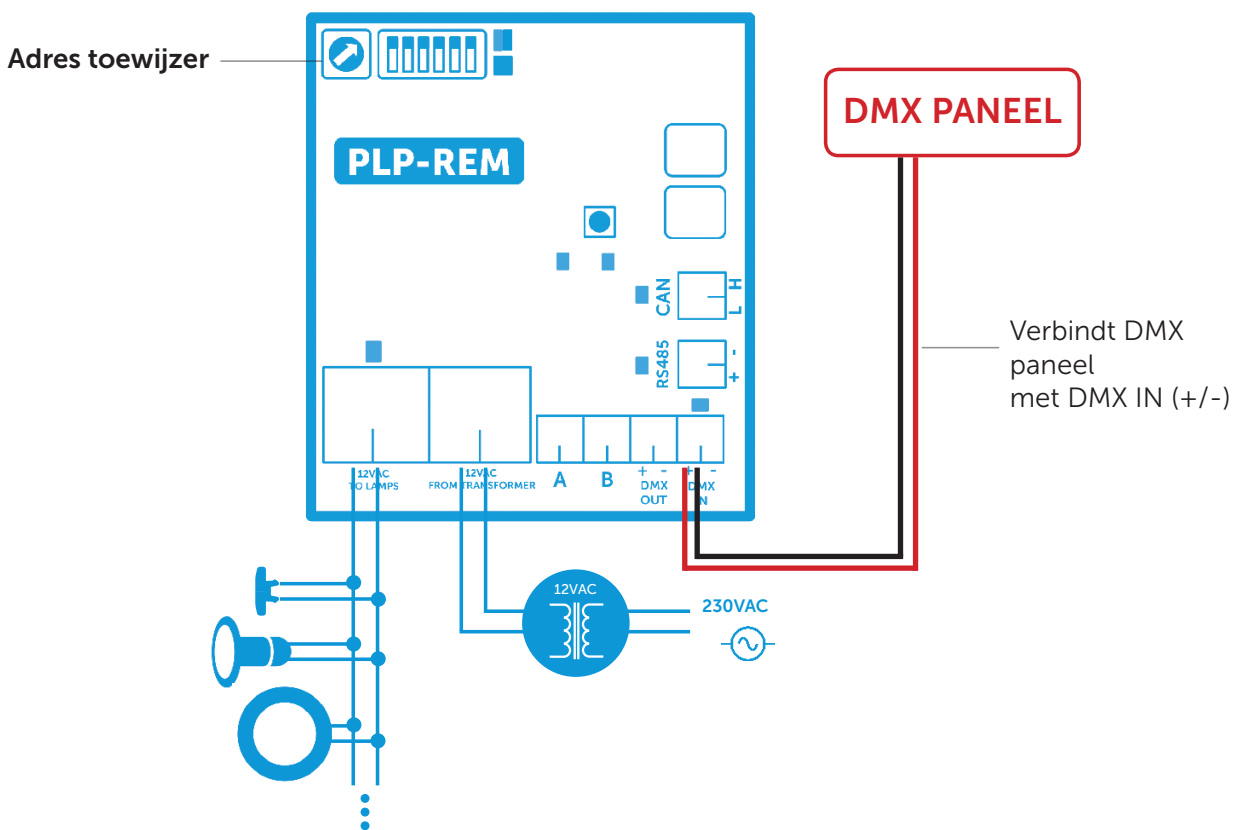 Adres toewijzer
PLP-REM
DMX PANEEL
CAN
H
L
RS485
-
+
Verbindt DMX
paneel
met DMX IN (+/-)
12VAC
TO LAMPS
12VAC
FROM TRANSFORMER
A
B
+ -
DMX
OUT
+ -
DMX
IN
12VAC
230VAC